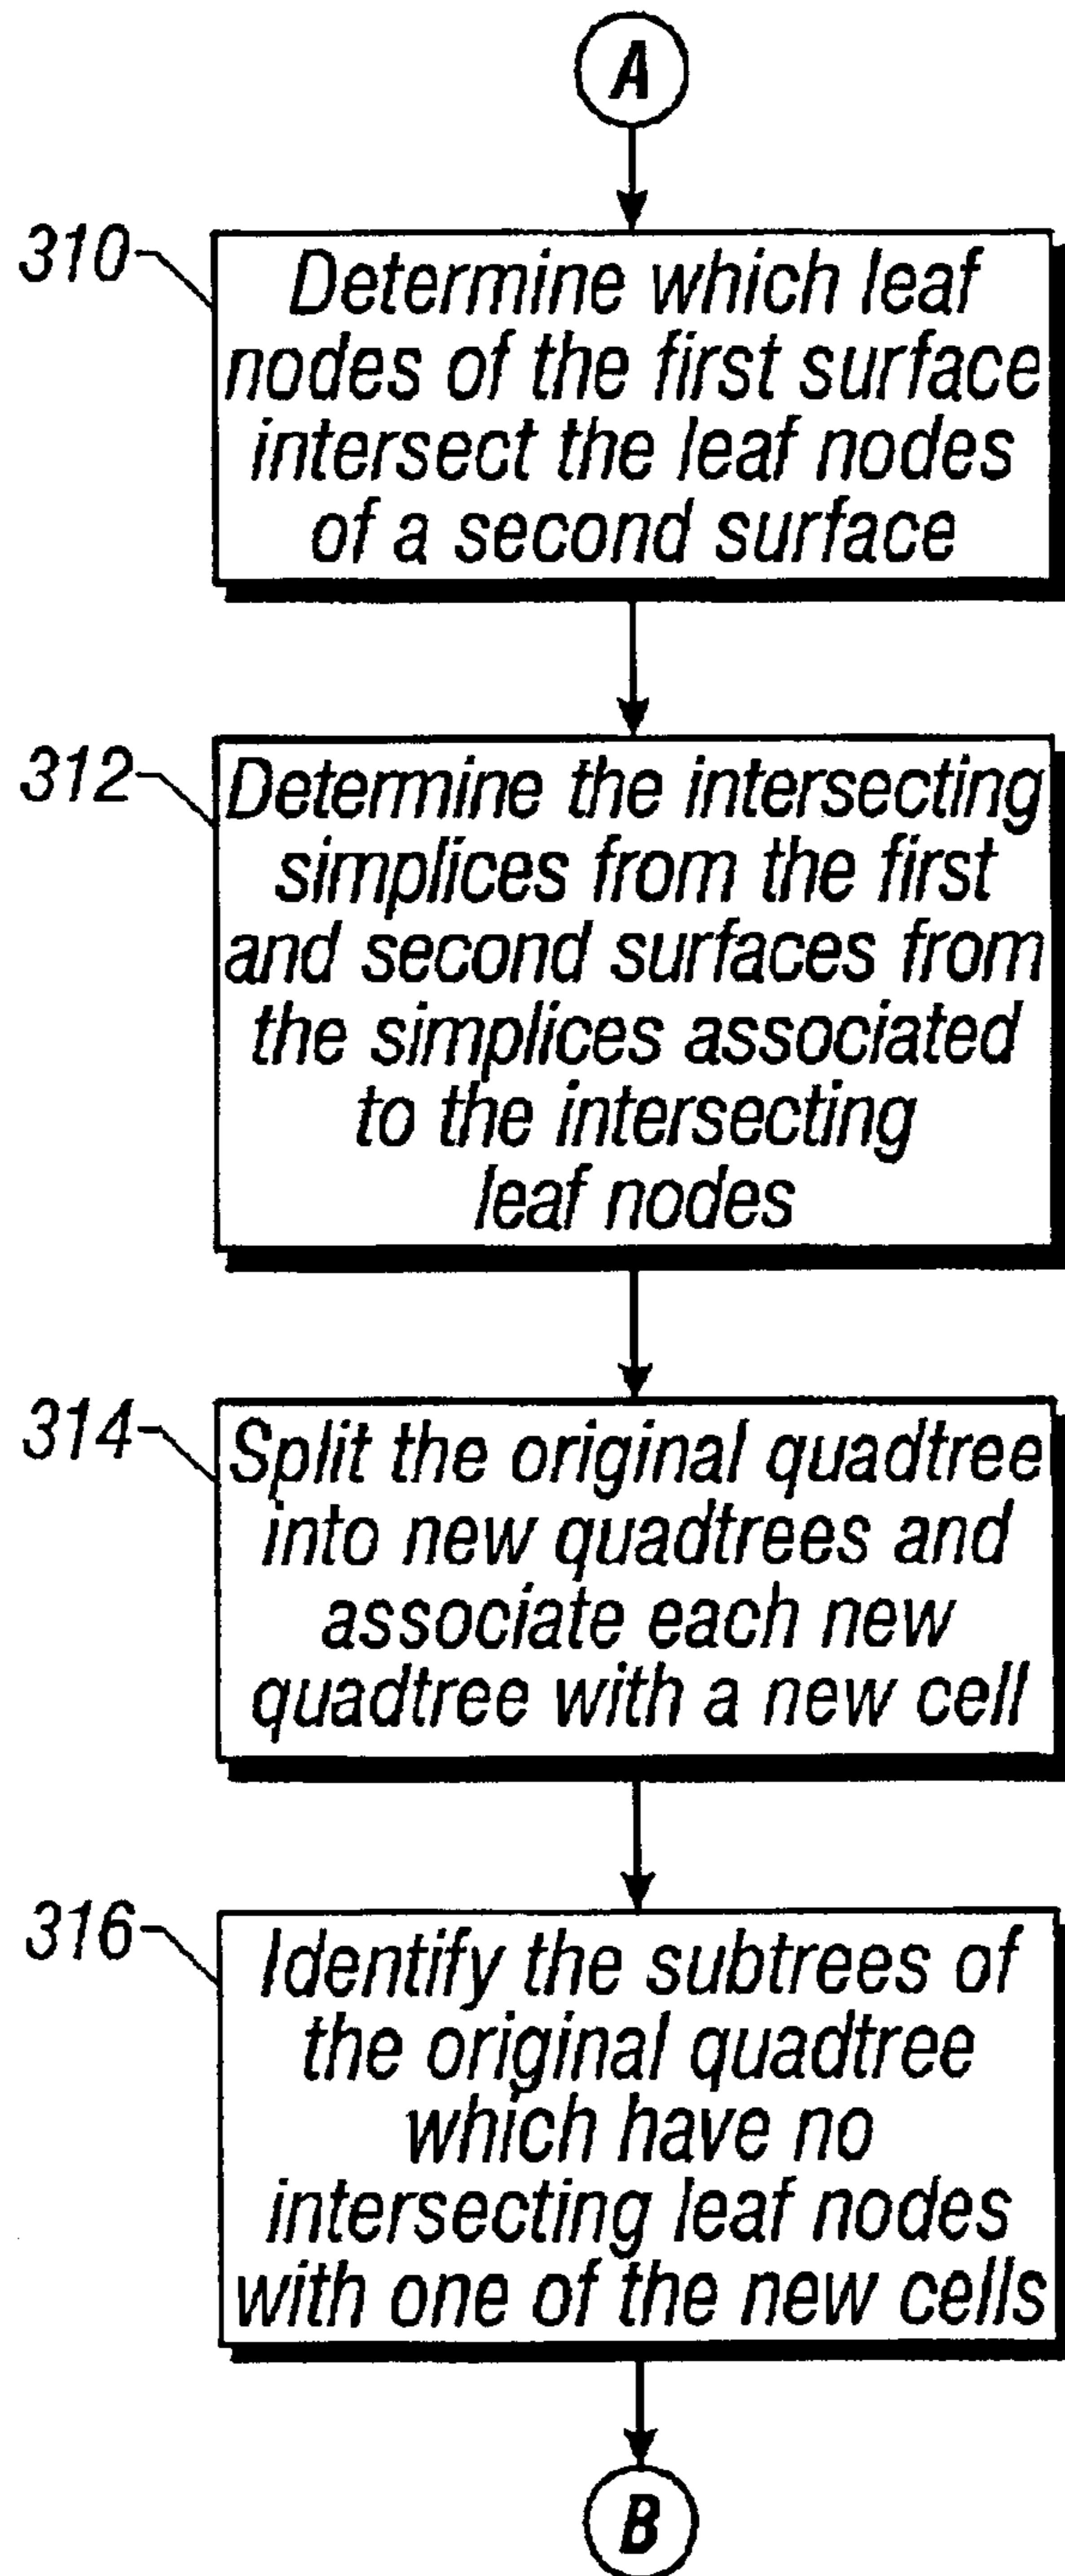 A
310
Determine which leaf
nodes of the first surface
intersect the leaf nodes
of a second surface
312
Determine the intersecting
simplices from the first
and second surfaces from
the simplices associated
to the intersecting
leaf nodes
314
Split the original quadtree
into new quadtrees and
associate each new
quadtree with a new cell
316
Identify the subtrees of
the original quadtree
which have no
intersecting leaf nodes
with one of the new cells
B